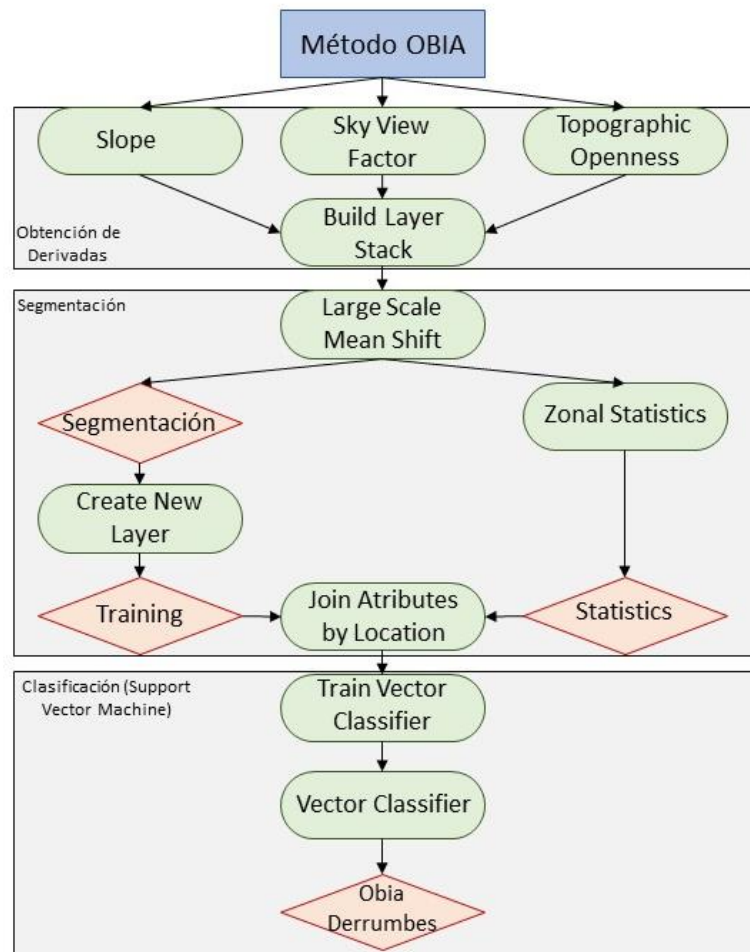 Método OBIA
Slope
Sky View
Factor
Topographic
Openness
Build Layer
Stack
Obtención de
Derivadas
Segmentación
Large Scale
Mean Shift
Segmentación
Zonal Statistics
Create New
Layer
Training
Join Atributes
by Location
Statistics
Clasificación (Support
Vector Machine)
Train Vector
Classifier
Vector Classifier
Obia
Derrumbes